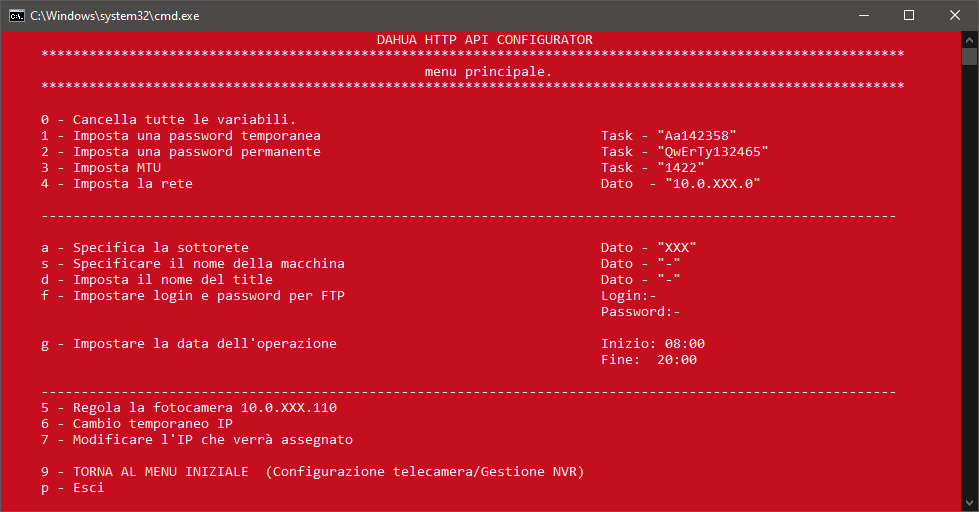 C:\Windows\system32\cmd.exe
DAHUA HTTP API CONFIGURATOR
************************************************************************************************************
menu principale.
************************************************************************************************************
0 - Cancella tutte le variabili.
1 - Imposta una password temporanea Task - "Aa142358"
2 - Imposta una password permanente Task - "QwErTy132465"
3 - Imposta MTU Task - "1422"
4 - Imposta la rete Dato  - "10.0.XXX.0"
-----------------------------------------------------------------------------------------------------------
a - Specifica la sottorete Dato - "XXX"
s - Specificare il nome della macchina Dato - "-"
d - Imposta il nome del title Dato - "-"
f - Impostare login e password per FTP Login:-
Password:-
g - Impostare la data dell'operazione Inizio: 08:00
Fine:  20:00
-----------------------------------------------------------------------------------------------------------
5 - Regola la fotocamera 10.0.XXX.110
6 - Cambio temporaneo IP
7 - Modificare l'IP che verrà assegnato
9 - TORNA AL MENU INIZIALE  (Configurazione telecamera/Gestione NVR)
p - Esci